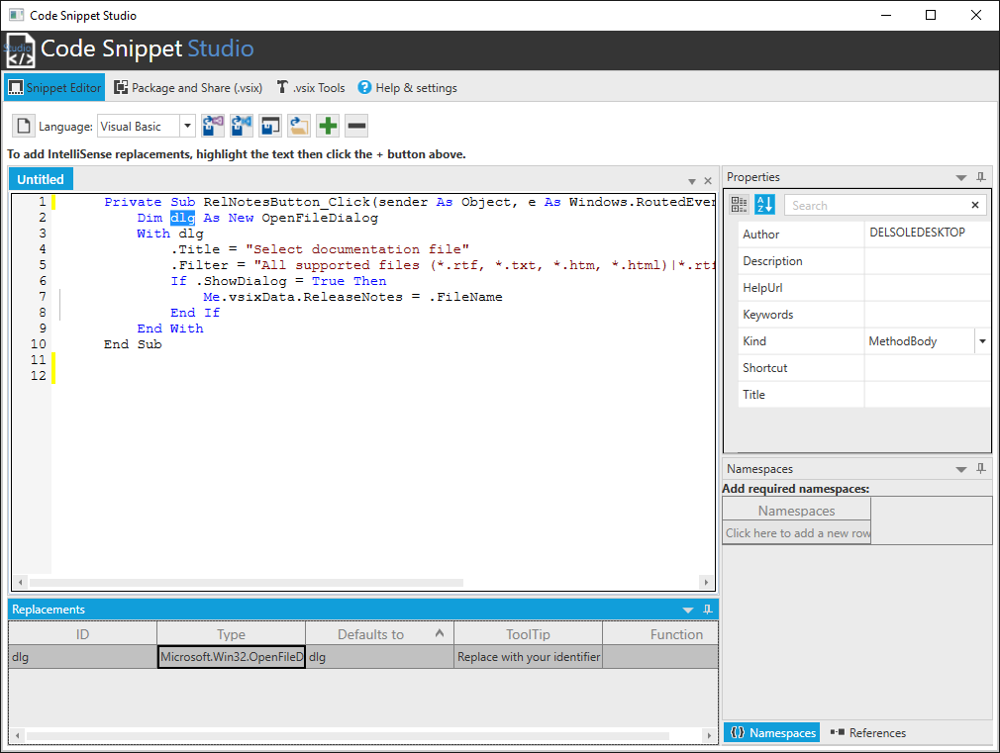 Code Snippet Studio
Studio
Code Snippet Studio
Snippet Editor
Package and Share (.vsix)
.vsix Tools
Help & settings
Language:
Visual Basic
To add IntelliSense replacements, highlight the text then click the + button above.
Untitled
1 Private Sub RelNotesButton_Click(sender As Object, e As Windows.RoutedEver
2 Dim dlg As New OpenFileDialog
3 With dlg
4 .Title = "Select documentation file"
5 .Filter = "All supported files (*.rtf, *.txt, *.htm, *.html)|*.rtf
6 If .ShowDialog = True Then
7 Me.vsixData.ReleaseNotes = .FileName
8 End If
9 End With
10 End Sub
11
12
Properties
A
Z
Search
Author DELSOLEDESKTOP
Description
HelpUrl
Keywords
Kind MethodBody
Shortcut
Title
Namespaces
Add required namespaces:
Namespaces
Click here to add a new row
Replacements
ID Type Defaults to ToolTip Function
dlg Microsoft.Win32.OpenFileD dlg Replace with your identifier
Namespaces
References